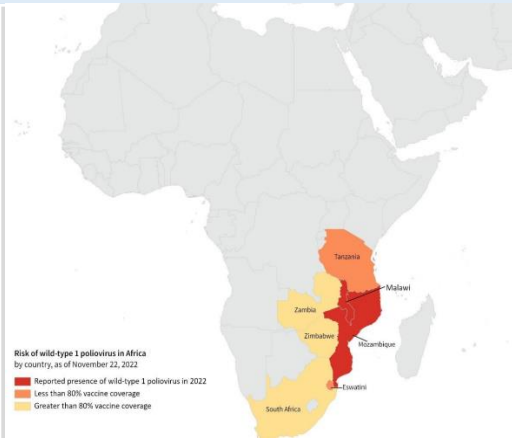 Tanzania
Malawi
Zambia
Mozambique
Zimbabwe
Eswatini
South Africa
Risk of wild-type 1 poliovirus in Africa
by country, as of November 22, 2022
Reported presence of wild-type 1 poliovirus in 2022
Less than 80% vaccine coverage
Greater than 80% vaccine coverage